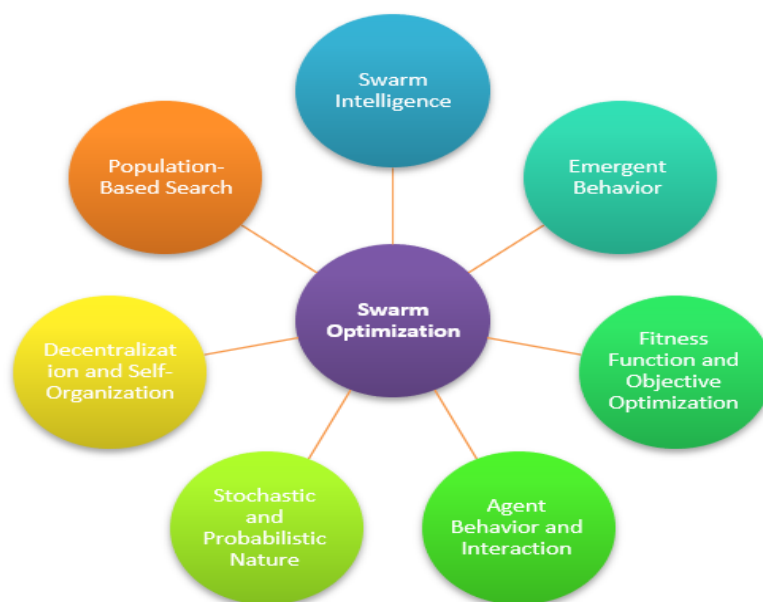 Swarm
Intelligence
Emergent
Behavior
Fitness
Function and
Objective
Optimization
Agent
Behavior and
Interaction
Stochastic
and
Probabilistic
Nature
Decentralizat
ion and Self-
Organization
Population-
Based Search
Swarm
Optimization